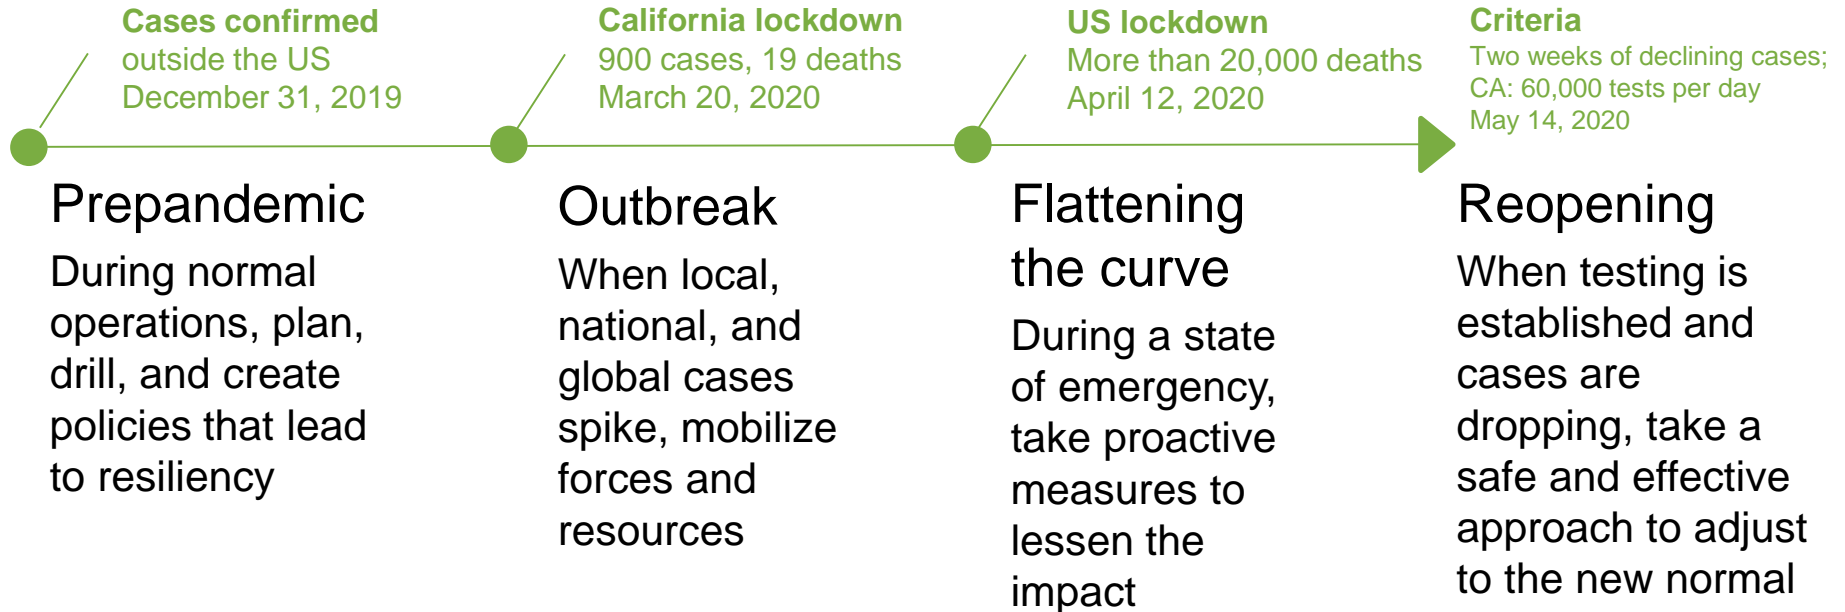 Cases confirmed
outside the US
December 31, 2019
California lockdown
900 cases, 19 deaths
March 20, 2020
US lockdown
More than 20,000 deaths
April 12, 2020
Criteria
Two weeks of declining cases;
CA: 60,000 tests per day
May 14, 2020
Prepandemic
During normal
operations, plan,
drill, and create
policies that lead
to resiliency
Outbreak
When local,
national, and
global cases
spike, mobilize
forces and
resources
Flattening
the curve
During a state
of emergency,
take proactive
measures to
lessen the
impact
Reopening
When testing is
established and
cases are
dropping, take a
safe and effective
approach to adjust
to the new normal